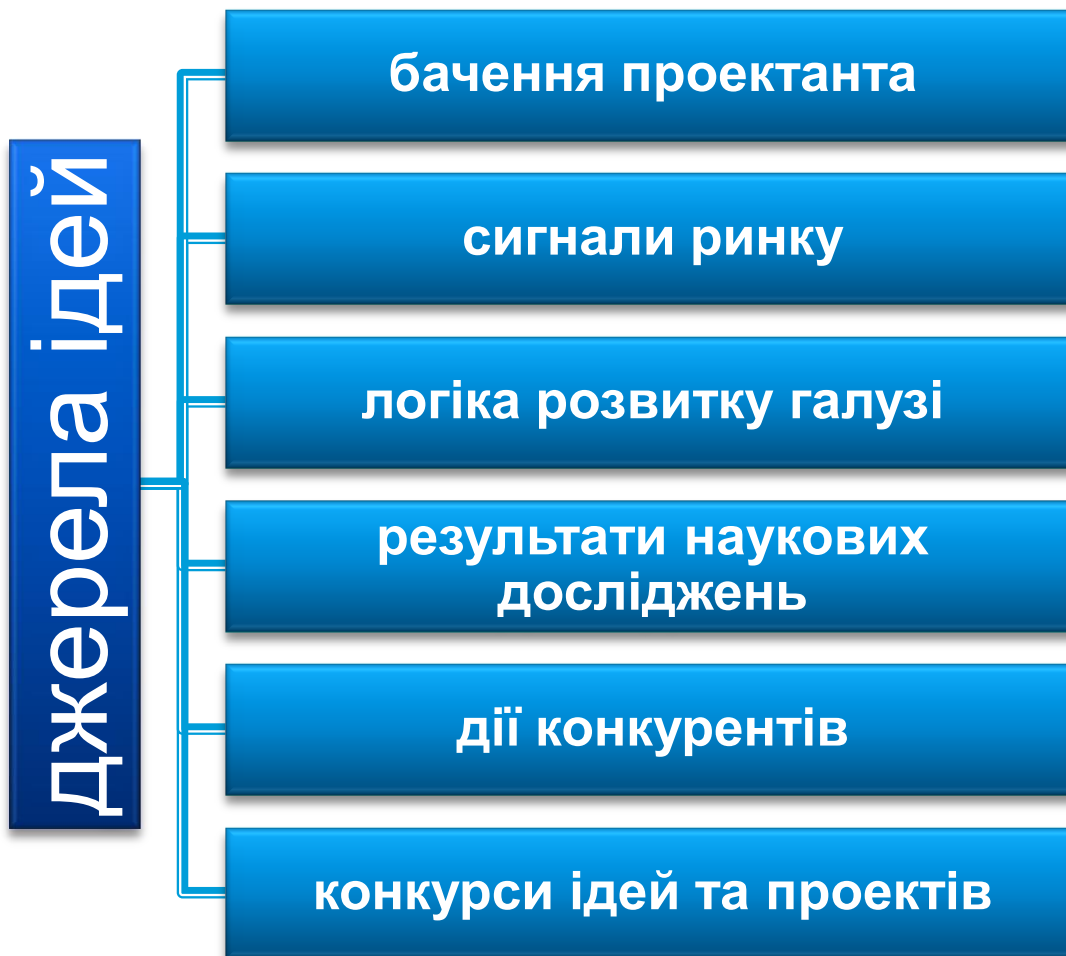 джерела ідей
бачення проектанта
сигнали ринку
логіка розвитку галузі
результати наукових
досліджень
дії конкурентів
конкурси ідей та проектів